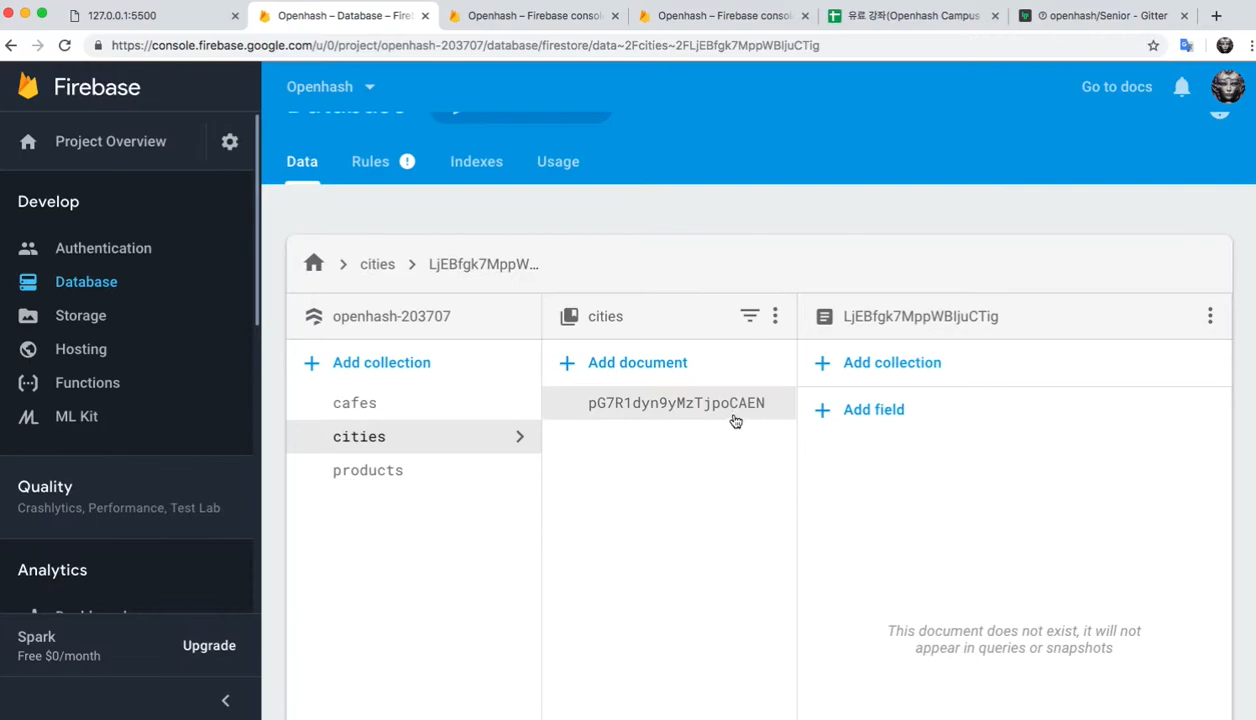 127.0.0.1:5500
Openhash – Database – Fire
Openhash – Firebase conso
Openhash – Firebase conso
유료 강좌(Openhash Campus
openhash/Senior - Gitter
https://console.firebase.google.com/u/0/project/openhash-203707/database/firestore/data~2Fcities~2FLjEBfgk7MppWBIjuCTig
Firebase
Openhash
Go to docs
Project Overview
Data
Rules
Indexes
Usage
Develop
Authentication
Database
Storage
Hosting
Functions
ML Kit
Quality
Crashlytics, Performance, Test Lab
Analytics
Spark
Free $0/month
Upgrade
cities
LjEBfgk7MppW...
openhash-203707
cities
LjEBfgk7MppWBIjuCTig
Add collection
Add document
Add collection
cafes
cities
products
pG7R1dyn9yMzTjpoCAEN
Add field
This document does not exist, it will not
appear in queries or snapshots